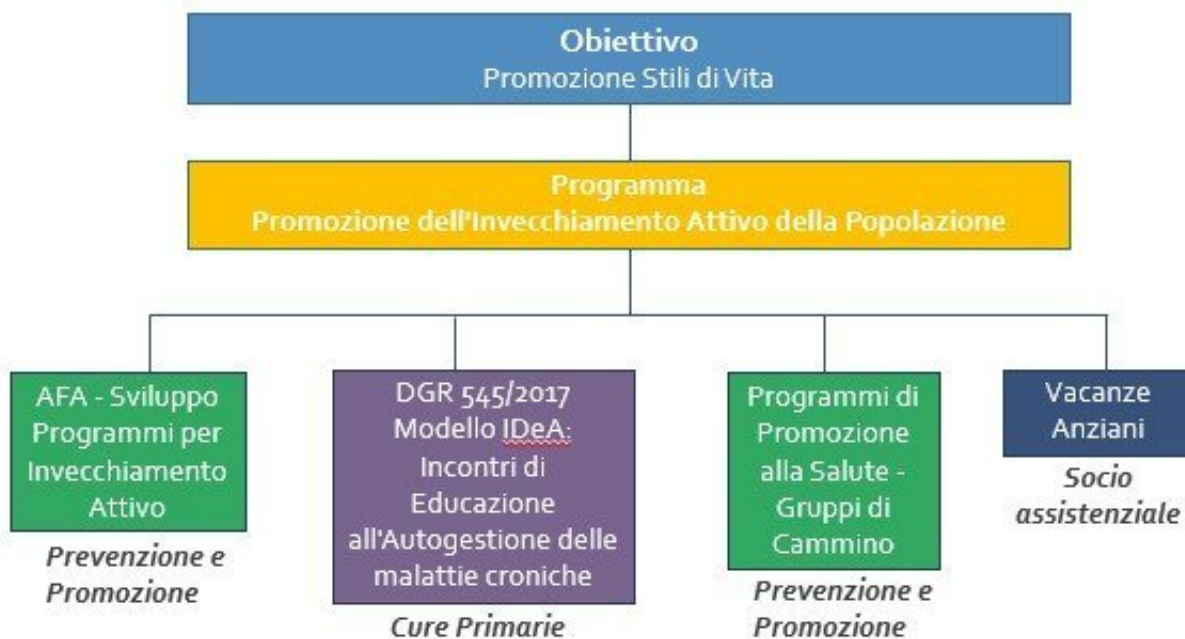 Obiettivo
Promozione Stili di Vita
Programma
Promozione dell'Invecchiamento Attivo della Popolazione
AFA - Sviluppo
Programmi per
Invecchiamento
Attivo
Prevenzione e
Promozione
DGR 545/2017
Modello IDeA:
Incontri di
Educazione
all'Autogestione delle
malattie croniche
Cure Primarie
Programmi di
Promozione
alla Salute -
Gruppi di
Cammino
Prevenzione e
Promozione
Vacanze
Anziani
Socio
assistenziale